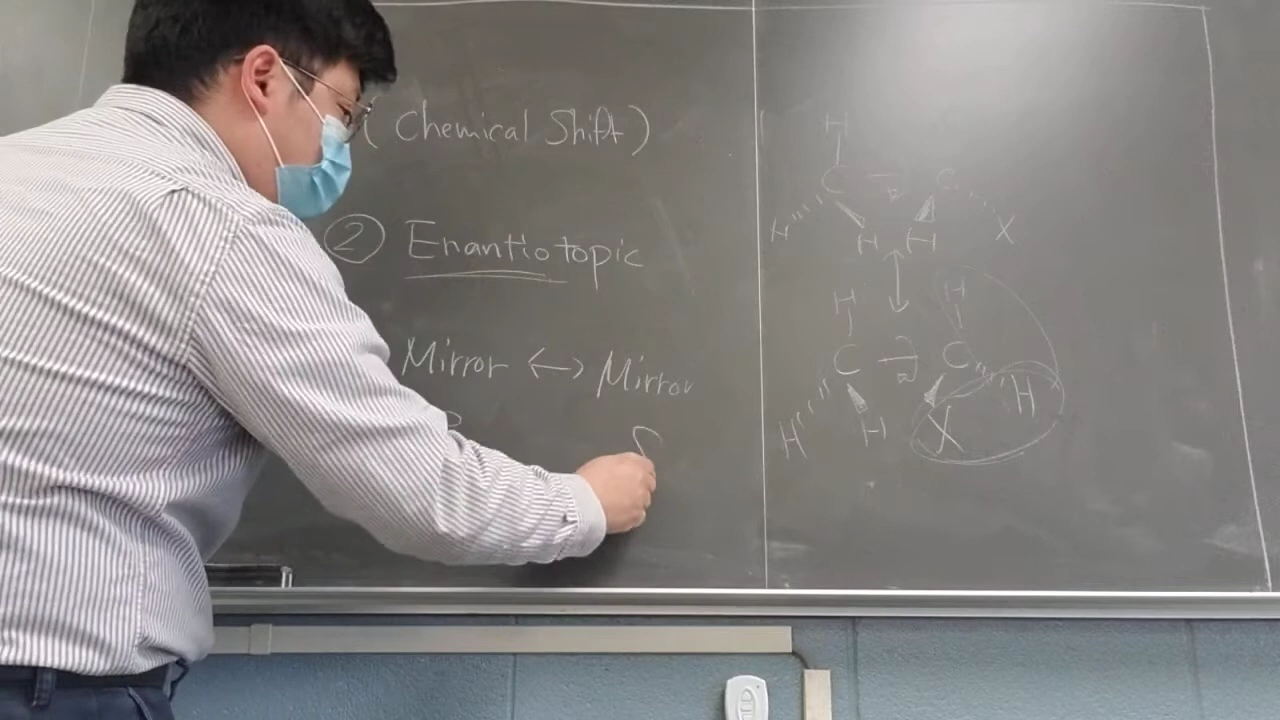 ( Chemical Shift )
② Enantiotopic
Mirror ↔ Mirror
H
C C
H H H X
H H
C C
H H X H